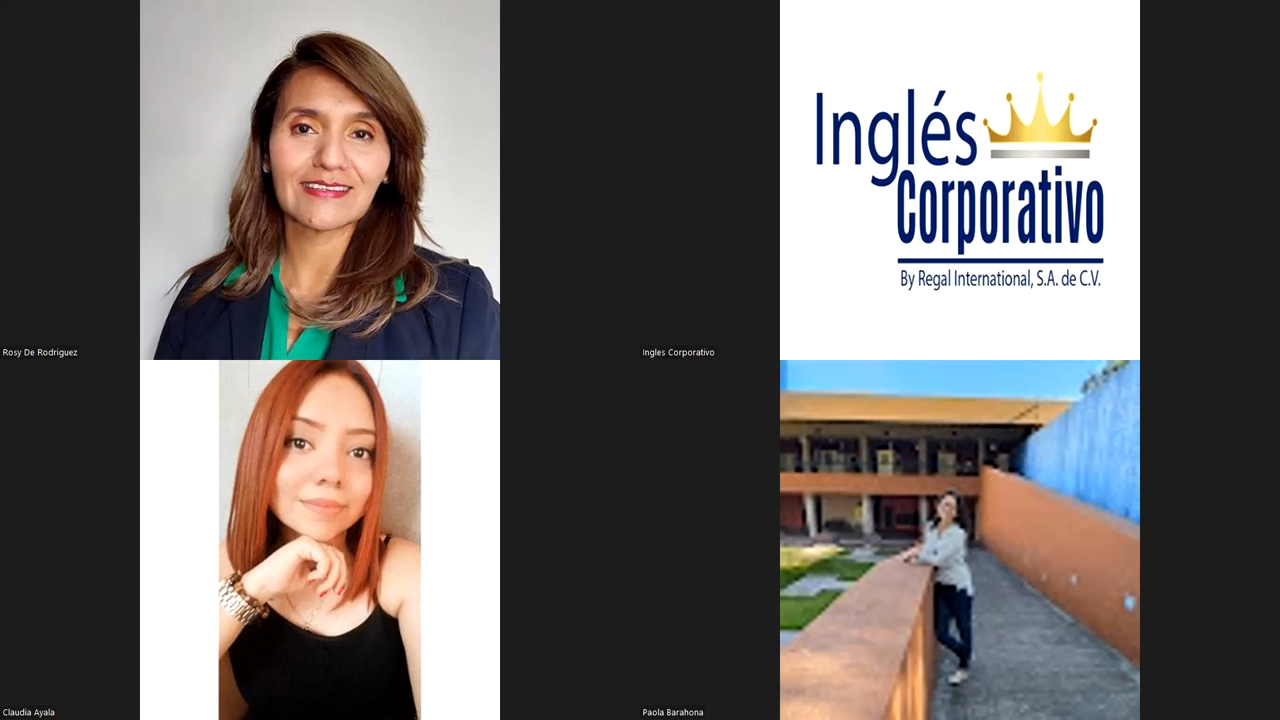 Inglés
Corporativo
By Regal International, S.A. de C.V.
Rosy De Rodriguez
Ingles Corporativo
Claudia Ayala
Paola Barahona